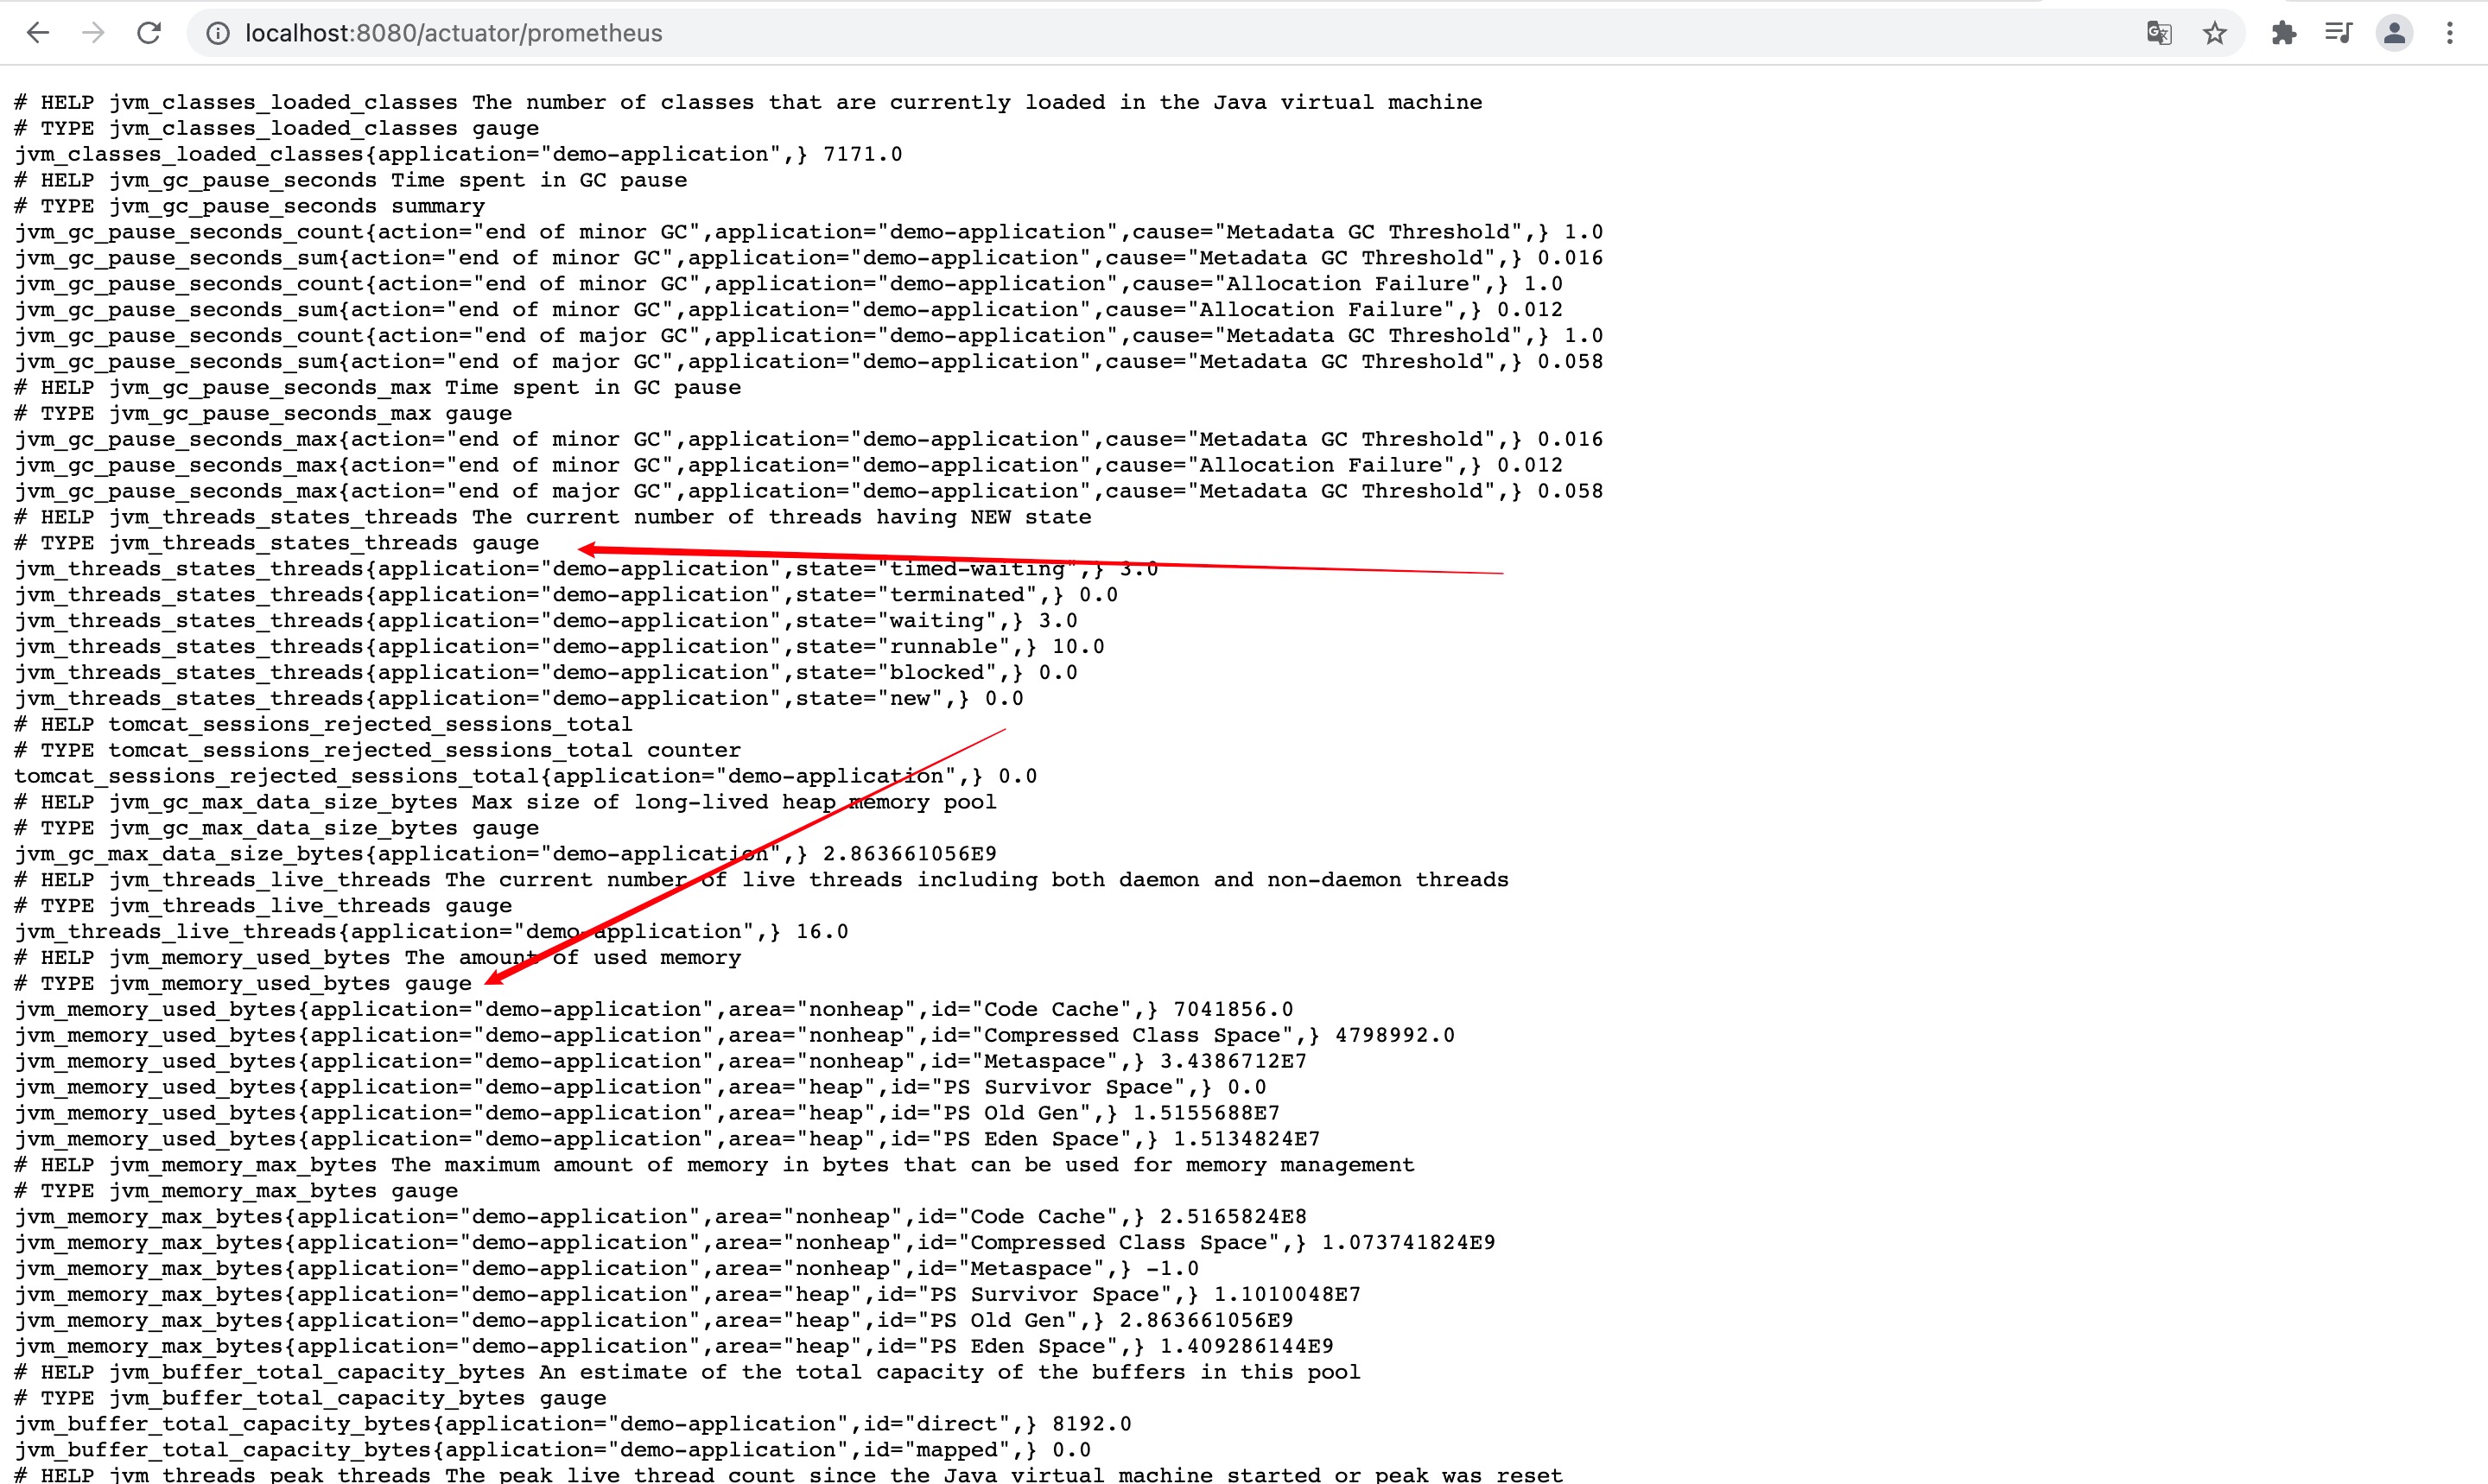 localhost:8080/actuator/prometheus
# HELP jvm_classes_loaded_classes The number of classes that are currently loaded in the Java virtual machine
# TYPE jvm_classes_loaded_classes gauge
jvm_classes_loaded_classes{application="demo-application",} 7171.0
# HELP jvm_gc_pause_seconds Time spent in GC pause
# TYPE jvm_gc_pause_seconds summary
jvm_gc_pause_seconds_count{action="end of minor GC",application="demo-application",cause="Metadata GC Threshold",} 1.0
jvm_gc_pause_seconds_sum{action="end of minor GC",application="demo-application",cause="Metadata GC Threshold",} 0.016
jvm_gc_pause_seconds_count{action="end of minor GC",application="demo-application",cause="Allocation Failure",} 1.0
jvm_gc_pause_seconds_sum{action="end of minor GC",application="demo-application",cause="Allocation Failure",} 0.012
jvm_gc_pause_seconds_count{action="end of major GC",application="demo-application",cause="Metadata GC Threshold",} 1.0
jvm_gc_pause_seconds_sum{action="end of major GC",application="demo-application",cause="Metadata GC Threshold",} 0.058
# HELP jvm_gc_pause_seconds_max Time spent in GC pause
# TYPE jvm_gc_pause_seconds_max gauge
jvm_gc_pause_seconds_max{action="end of minor GC",application="demo-application",cause="Metadata GC Threshold",} 0.016
jvm_gc_pause_seconds_max{action="end of minor GC",application="demo-application",cause="Allocation Failure",} 0.012
jvm_gc_pause_seconds_max{action="end of major GC",application="demo-application",cause="Metadata GC Threshold",} 0.058
# HELP jvm_threads_states_threads The current number of threads having NEW state
# TYPE jvm_threads_states_threads gauge
jvm_threads_states_threads{application="demo-application",state="timed-waiting",} 3.0
jvm_threads_states_threads{application="demo-application",state="terminated",} 0.0
jvm_threads_states_threads{application="demo-application",state="waiting",} 3.0
jvm_threads_states_threads{application="demo-application",state="runnable",} 10.0
jvm_threads_states_threads{application="demo-application",state="blocked",} 0.0
jvm_threads_states_threads{application="demo-application",state="new",} 0.0
# HELP tomcat_sessions_rejected_sessions_total
# TYPE tomcat_sessions_rejected_sessions_total counter
tomcat_sessions_rejected_sessions_total{application="demo-application",} 0.0
# HELP jvm_gc_max_data_size_bytes Max size of long-lived heap memory pool
# TYPE jvm_gc_max_data_size_bytes gauge
jvm_gc_max_data_size_bytes{application="demo-application",} 2.863661056E9
# HELP jvm_threads_live_threads The current number of live threads including both daemon and non-daemon threads
# TYPE jvm_threads_live_threads gauge
jvm_threads_live_threads{application="demo-application",} 16.0
# HELP jvm_memory_used_bytes The amount of used memory
# TYPE jvm_memory_used_bytes gauge
jvm_memory_used_bytes{application="demo-application",area="nonheap",id="Code Cache",} 7041856.0
jvm_memory_used_bytes{application="demo-application",area="nonheap",id="Compressed Class Space",} 4798992.0
jvm_memory_used_bytes{application="demo-application",area="nonheap",id="Metaspace",} 3.4386712E7
jvm_memory_used_bytes{application="demo-application",area="heap",id="PS Survivor Space",} 0.0
jvm_memory_used_bytes{application="demo-application",area="heap",id="PS Old Gen",} 1.5155688E7
jvm_memory_used_bytes{application="demo-application",area="heap",id="PS Eden Space",} 1.5134824E7
# HELP jvm_memory_max_bytes The maximum amount of memory in bytes that can be used for memory management
# TYPE jvm_memory_max_bytes gauge
jvm_memory_max_bytes{application="demo-application",area="nonheap",id="Code Cache",} 2.5165824E8
jvm_memory_max_bytes{application="demo-application",area="nonheap",id="Compressed Class Space",} 1.073741824E9
jvm_memory_max_bytes{application="demo-application",area="nonheap",id="Metaspace",} -1.0
jvm_memory_max_bytes{application="demo-application",area="heap",id="PS Survivor Space",} 1.1010048E7
jvm_memory_max_bytes{application="demo-application",area="heap",id="PS Old Gen",} 2.863661056E9
jvm_memory_max_bytes{application="demo-application",area="heap",id="PS Eden Space",} 1.409286144E9
# HELP jvm_buffer_total_capacity_bytes An estimate of the total capacity of the buffers in this pool
# TYPE jvm_buffer_total_capacity_bytes gauge
jvm_buffer_total_capacity_bytes{application="demo-application",id="direct",} 8192.0
jvm_buffer_total_capacity_bytes{application="demo-application",id="mapped",} 0.0
# HELP jvm_threads_peak_threads The peak live thread count since the Java virtual machine started or peak was reset